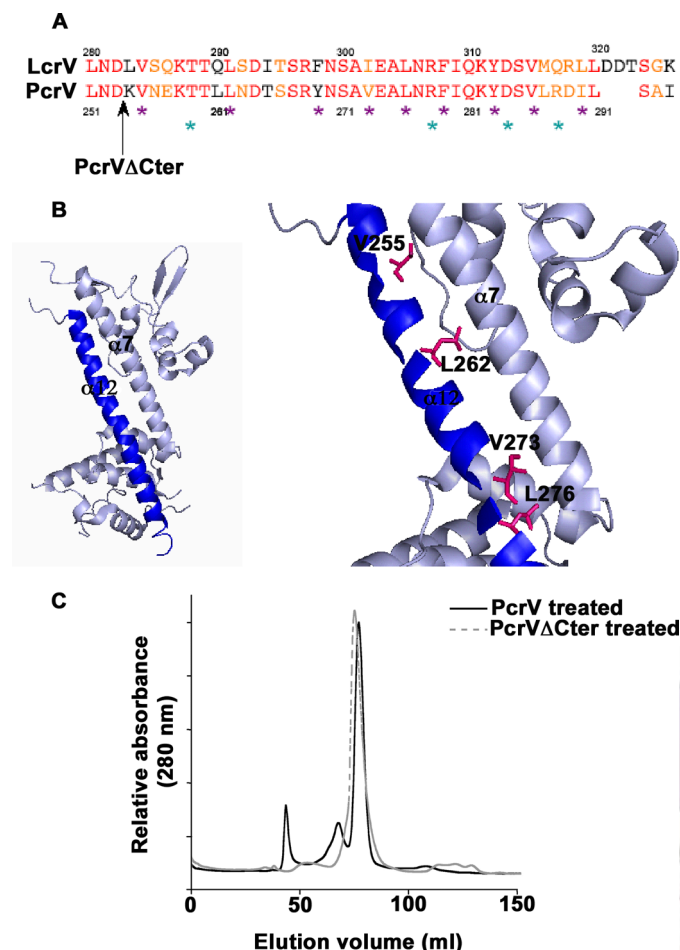 A
280 290 300 310 320
LcrV LNDLVSQKTTQLSDITSRFNSAIEALNRFIQKYDSVMQRLLDDTSGK
PcrV LNDKVNEKTTLLNDTSSRYNSAVEALNRFIQKYDSVLRDIL SAI
251 261 271 281 291
* * * * * * * *
* * * *
PcrVΔCter
B
V255
α7
L262
α12
V273
L276
α7
α12
C
PcrV treated
PcrVΔCter treated
Relative absorbance
(280 nm)
0 50 100 150
Elution volume (ml)